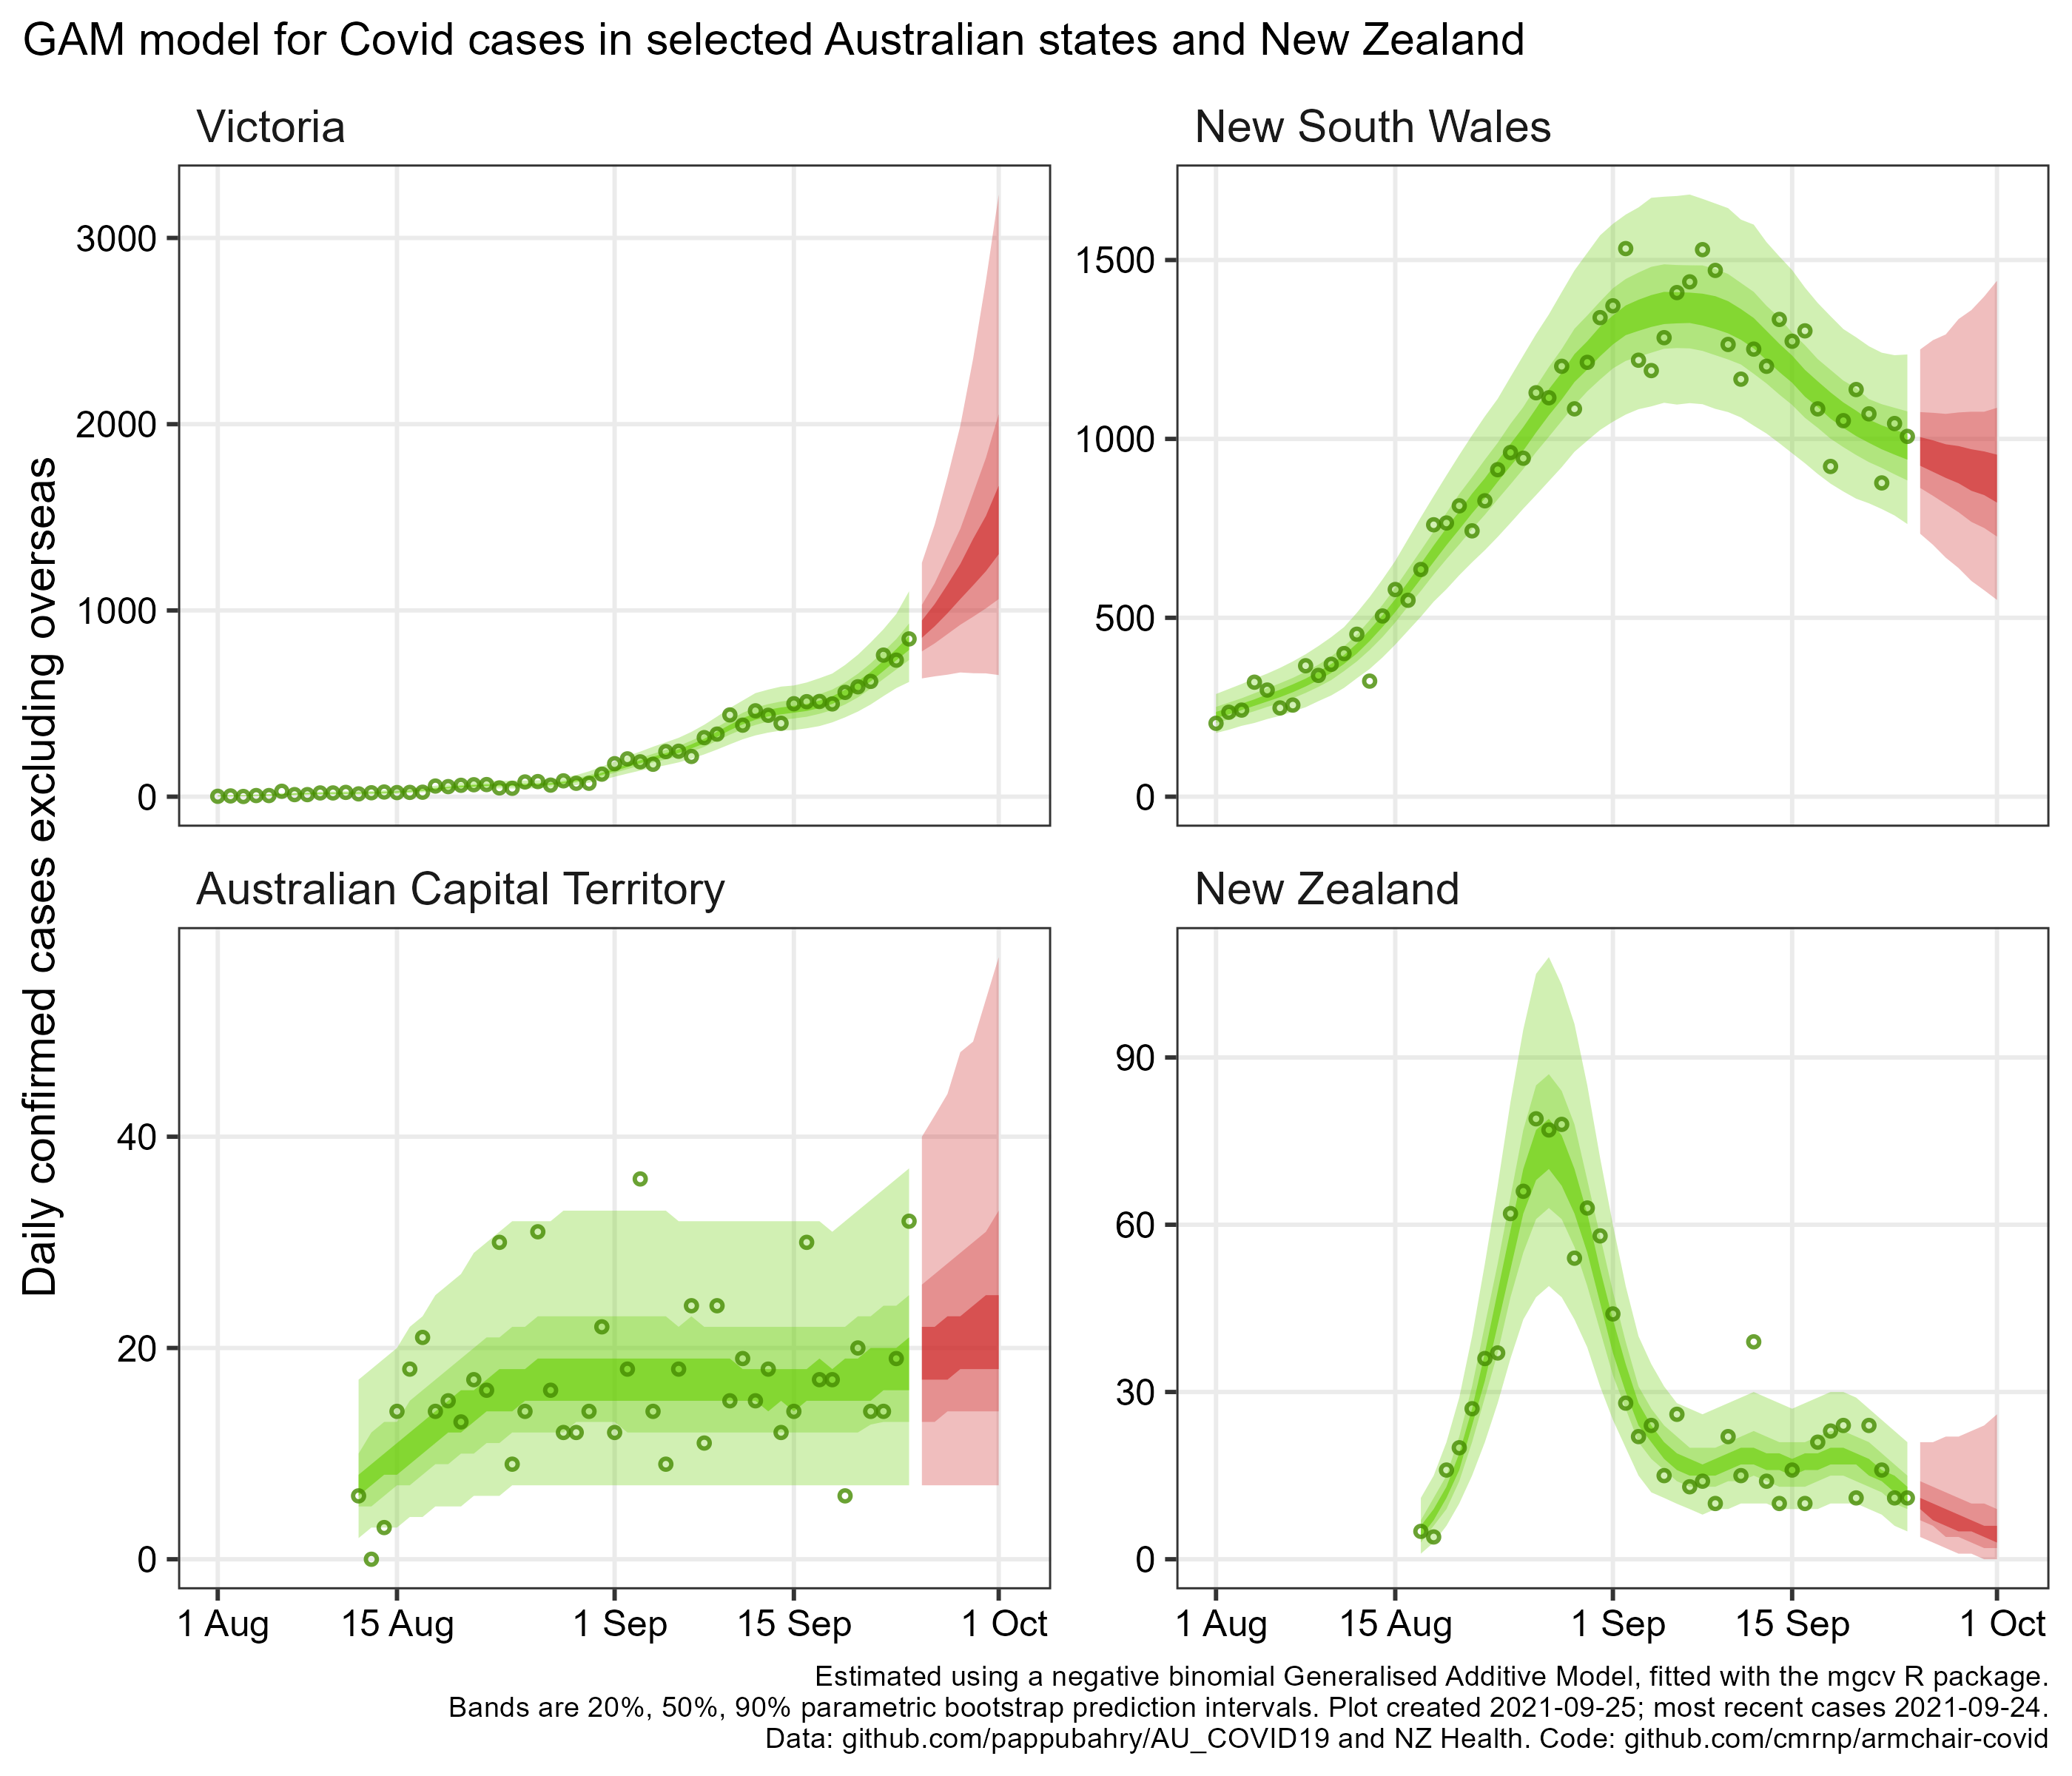 GAM model for Covid cases in selected Australian states and New Zealand
Daily confirmed cases excluding overseas
Victoria
3000
2000
1000
0
New South Wales
1500
1000
500
0
Australian Capital Territory
40
20
0
1 Aug 15 Aug 1 Sep 15 Sep 1 Oct
New Zealand
90
60
30
0
1 Aug 15 Aug 1 Sep 15 Sep 1 Oct
Estimated using a negative binomial Generalised Additive Model, fitted with the mgcv R package.
Bands are 20%, 50%, 90% parametric bootstrap prediction intervals. Plot created 2021-09-25; most recent cases 2021-09-24.
Data: github.com/pappubahry/AU_COVID19 and NZ Health. Code: github.com/cmrnp/armchair-covid